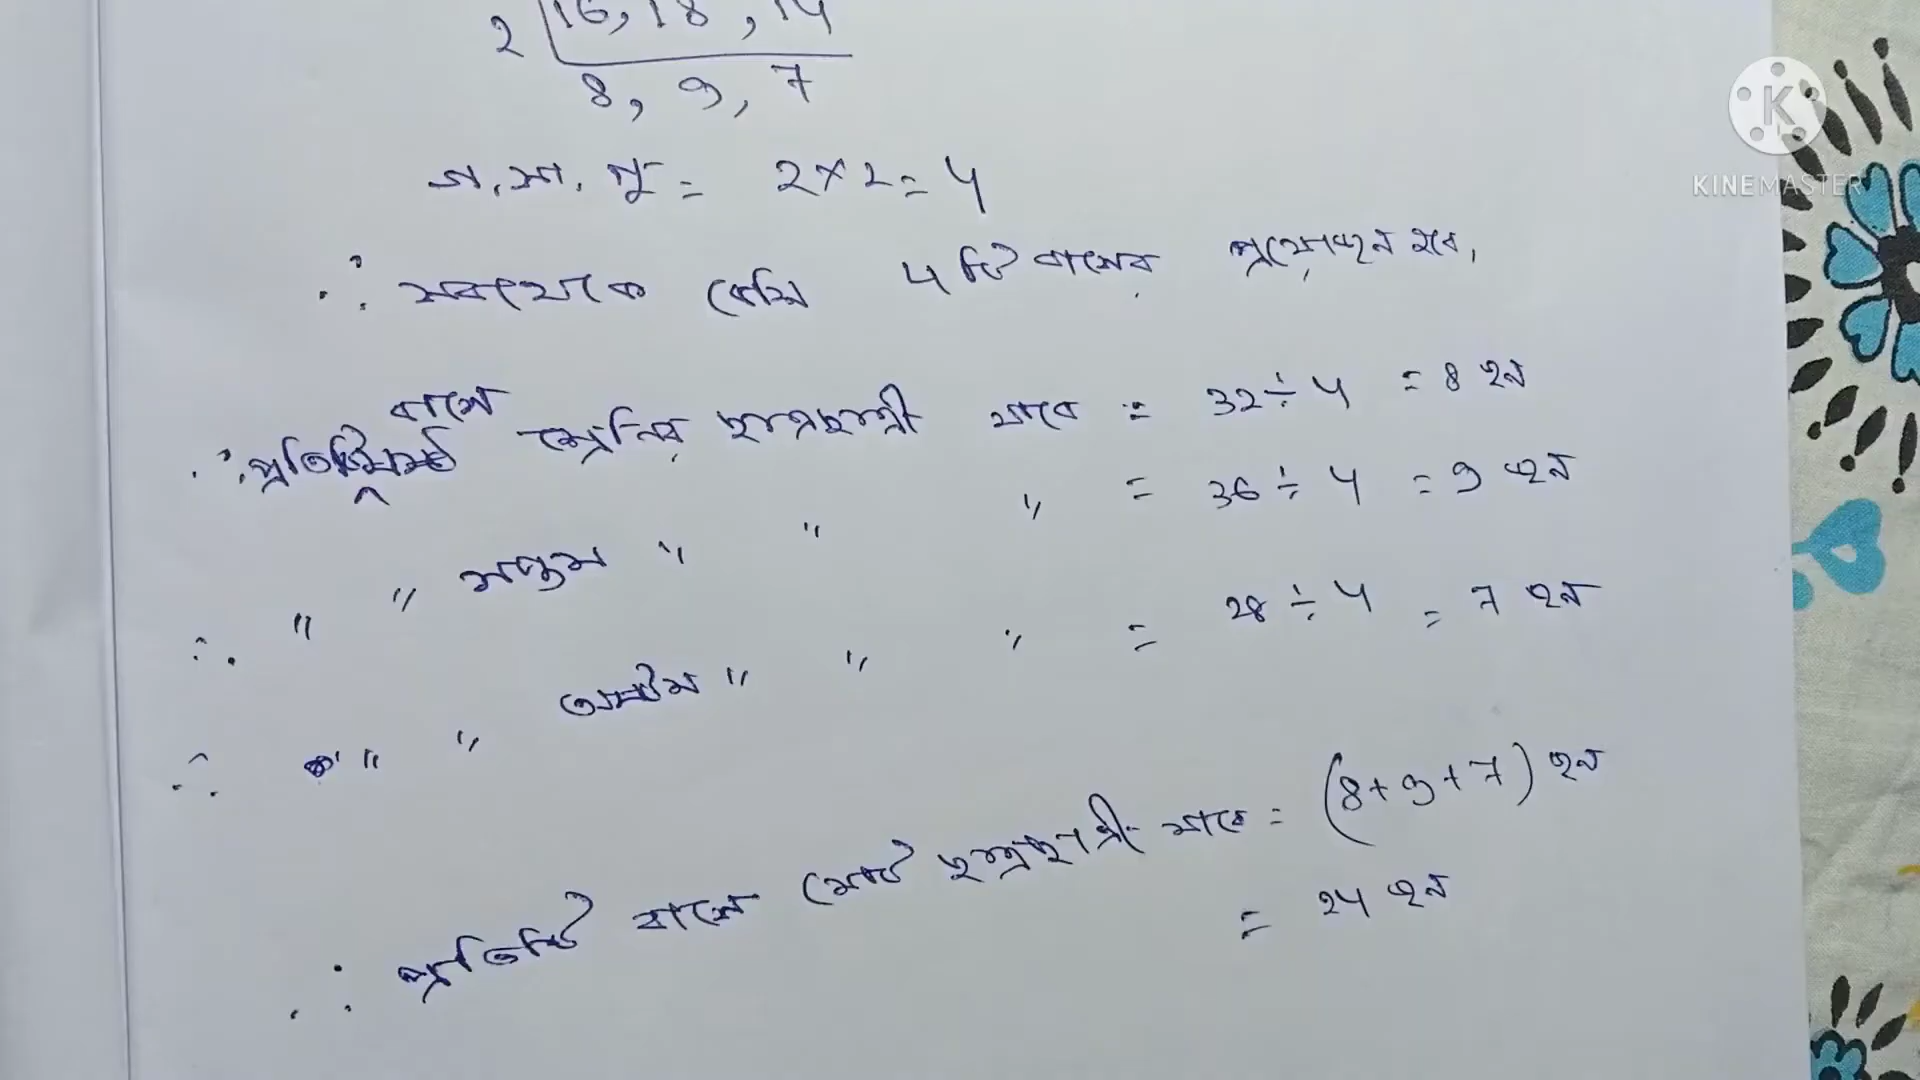 2 | 16, 18, 14
8, 9, 7
গ.সা.গু = 2×2=4
∴ সবথেকে বেশি 4টি বাসের প্রয়োজন হবে,
∴ প্রতিটি বাসে শ্রেনির ছাত্রছাত্রী যাবে = 32÷4 = 8 জন
∴ " " সপ্তম " " " = 36÷4 = 9 জন
∴ " " অষ্টম " " " = 28÷4 = 7 জন
∴ প্রতিটি বাসে মোট ছাত্রছাত্রী যাবে = (8+9+7) জন
= 24 জন
KINEMASTER